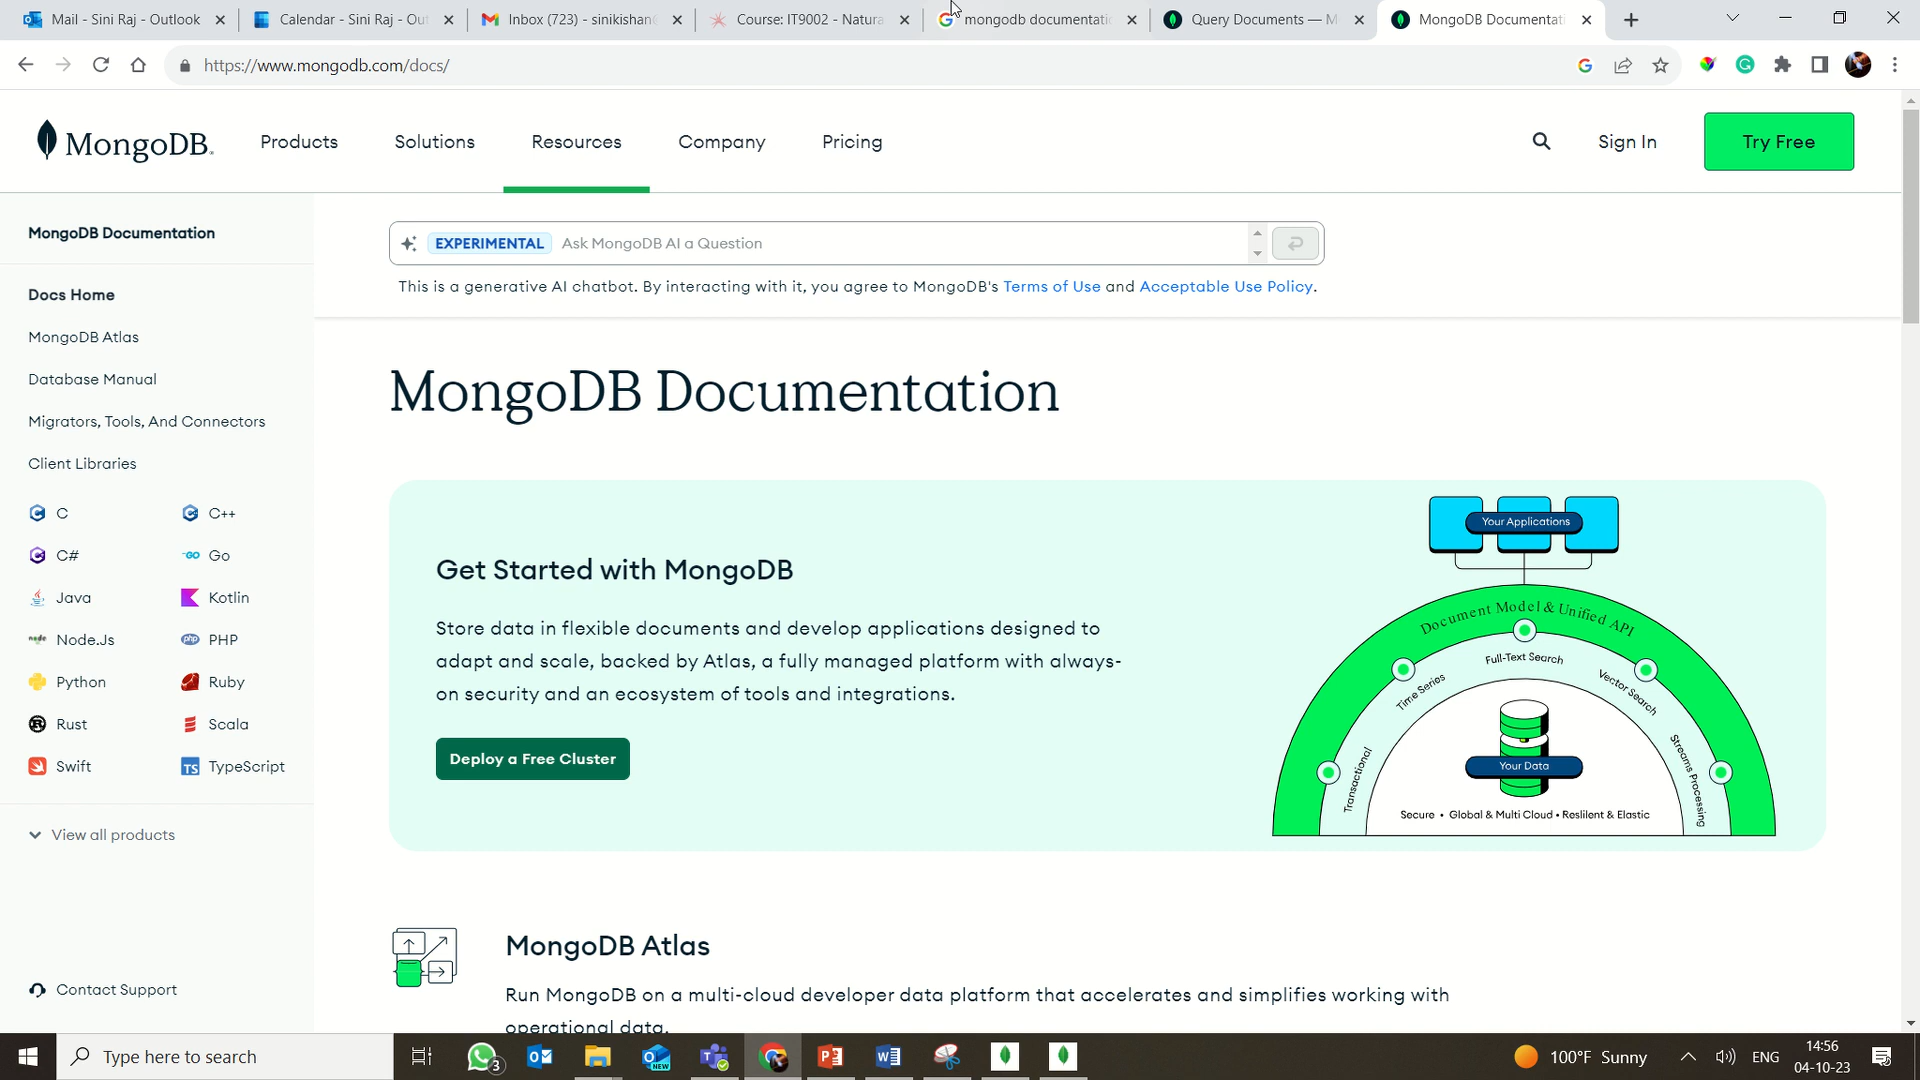 Mail - Sini Raj - Outlook
Calendar - Sini Raj - Out
Inbox (723) - sinikishan
Course: IT9002 - Natura
mongodb documentatio
Query Documents — M
MongoDB Documentati
https://www.mongodb.com/docs/
MongoDB.
Products
Solutions
Resources
Company
Pricing
Sign In
Try Free
MongoDB Documentation
Docs Home
MongoDB Atlas
Database Manual
Migrators, Tools, And Connectors
Client Libraries
C
C++
C#
Go
Java
Kotlin
Node.Js
PHP
Python
Ruby
Rust
Scala
Swift
TypeScript
View all products
Contact Support
EXPERIMENTAL Ask MongoDB AI a Question
This is a generative AI chatbot. By interacting with it, you agree to MongoDB's Terms of Use and Acceptable Use Policy.
MongoDB Documentation
Get Started with MongoDB
Store data in flexible documents and develop applications designed to
adapt and scale, backed by Atlas, a fully managed platform with always-
on security and an ecosystem of tools and integrations.
Deploy a Free Cluster
Your Applications
Document Model & Unified API
Full-Text Search
Time Series
Vector Search
Transactional
Streams Processing
Your Data
Secure • Global & Multi Cloud • Reslilent & Elastic
MongoDB Atlas
Run MongoDB on a multi-cloud developer data platform that accelerates and simplifies working with
operational data.
Type here to search
3
NEW
100°F Sunny
ENG
14:56
04-10-23